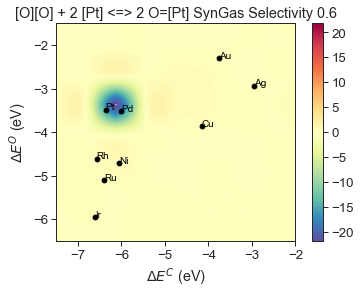 [O][O] + 2 [Pt] <=> 2 O=[Pt] SynGas Selectivity 0.6
−2
−3
−4
−5
−6
ΔE^O (eV)
Au
Ag
Pt
Pd
Cu
Rh
Ni
Ru
Ir
−7
−6
−5
−4
−3
−2
ΔE^C (eV)
20
15
10
5
0
−5
−10
−15
−20